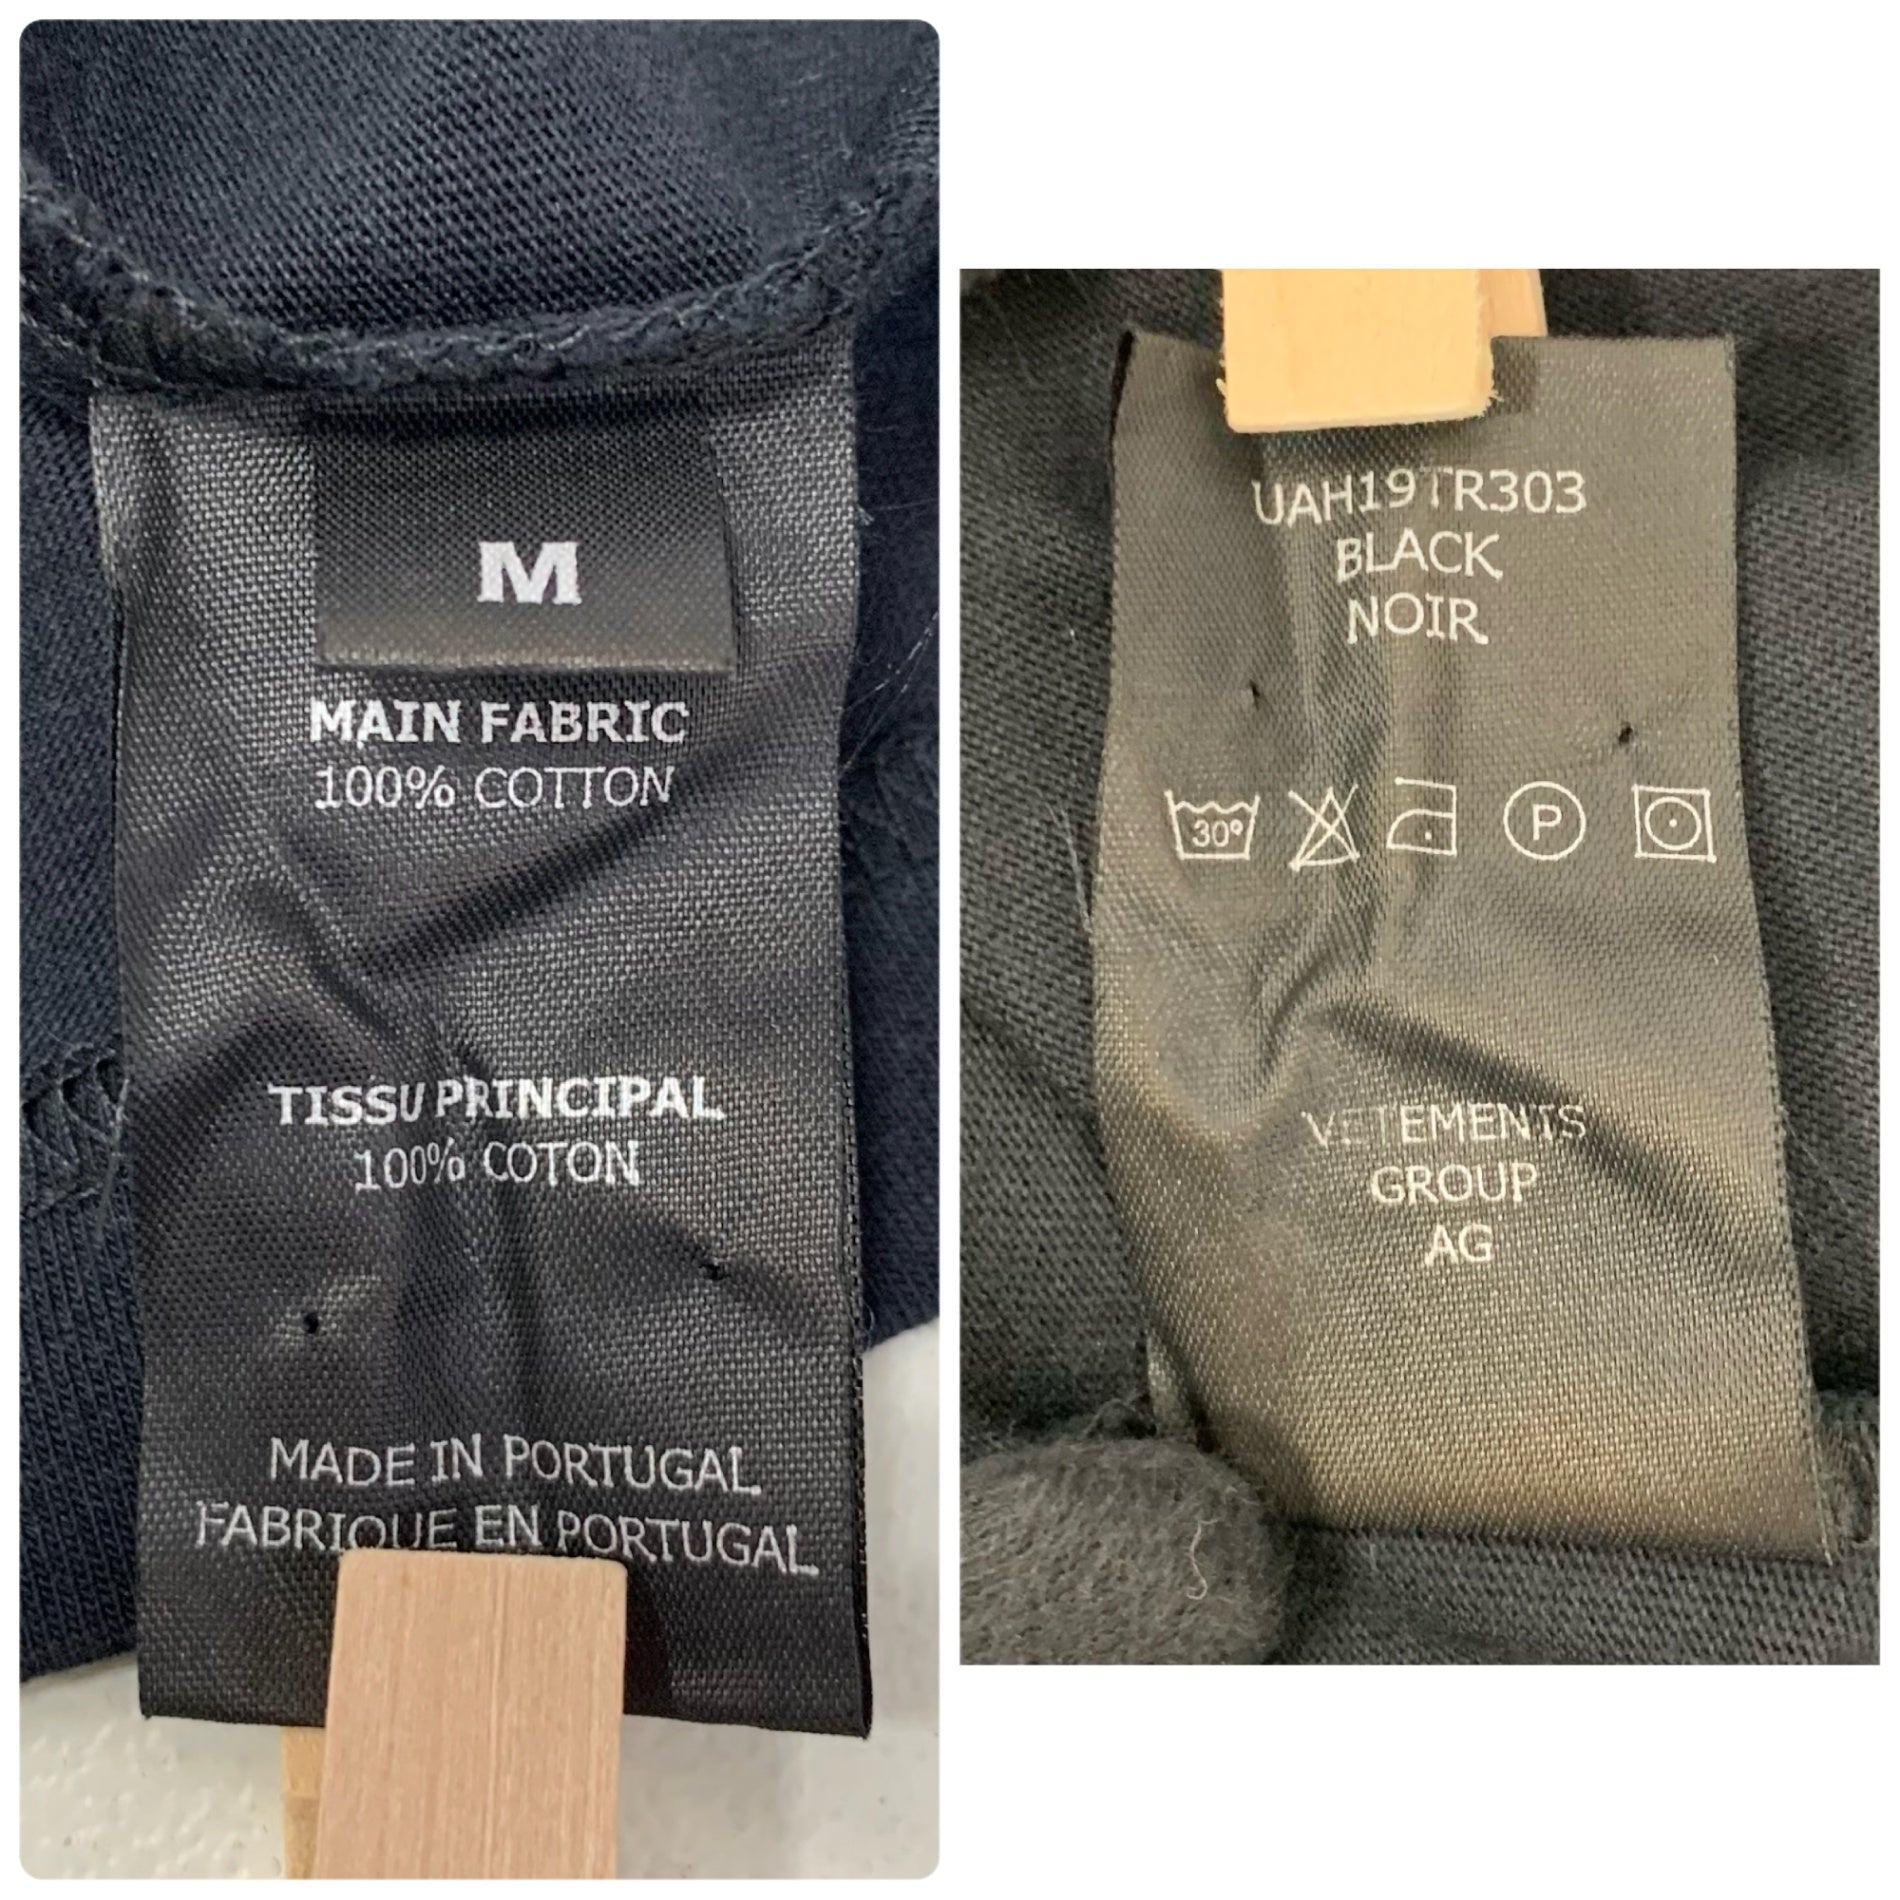 M
MAIN FABRIC
100% COTTON
TISSU PRINCIPAL
100% COTON
MADE IN PORTUGAL
FABRIQUE EN PORTUGAL
UAH19TR303
BLACK
NOIR
30°
P
VETEMENTS
GROUP
AG